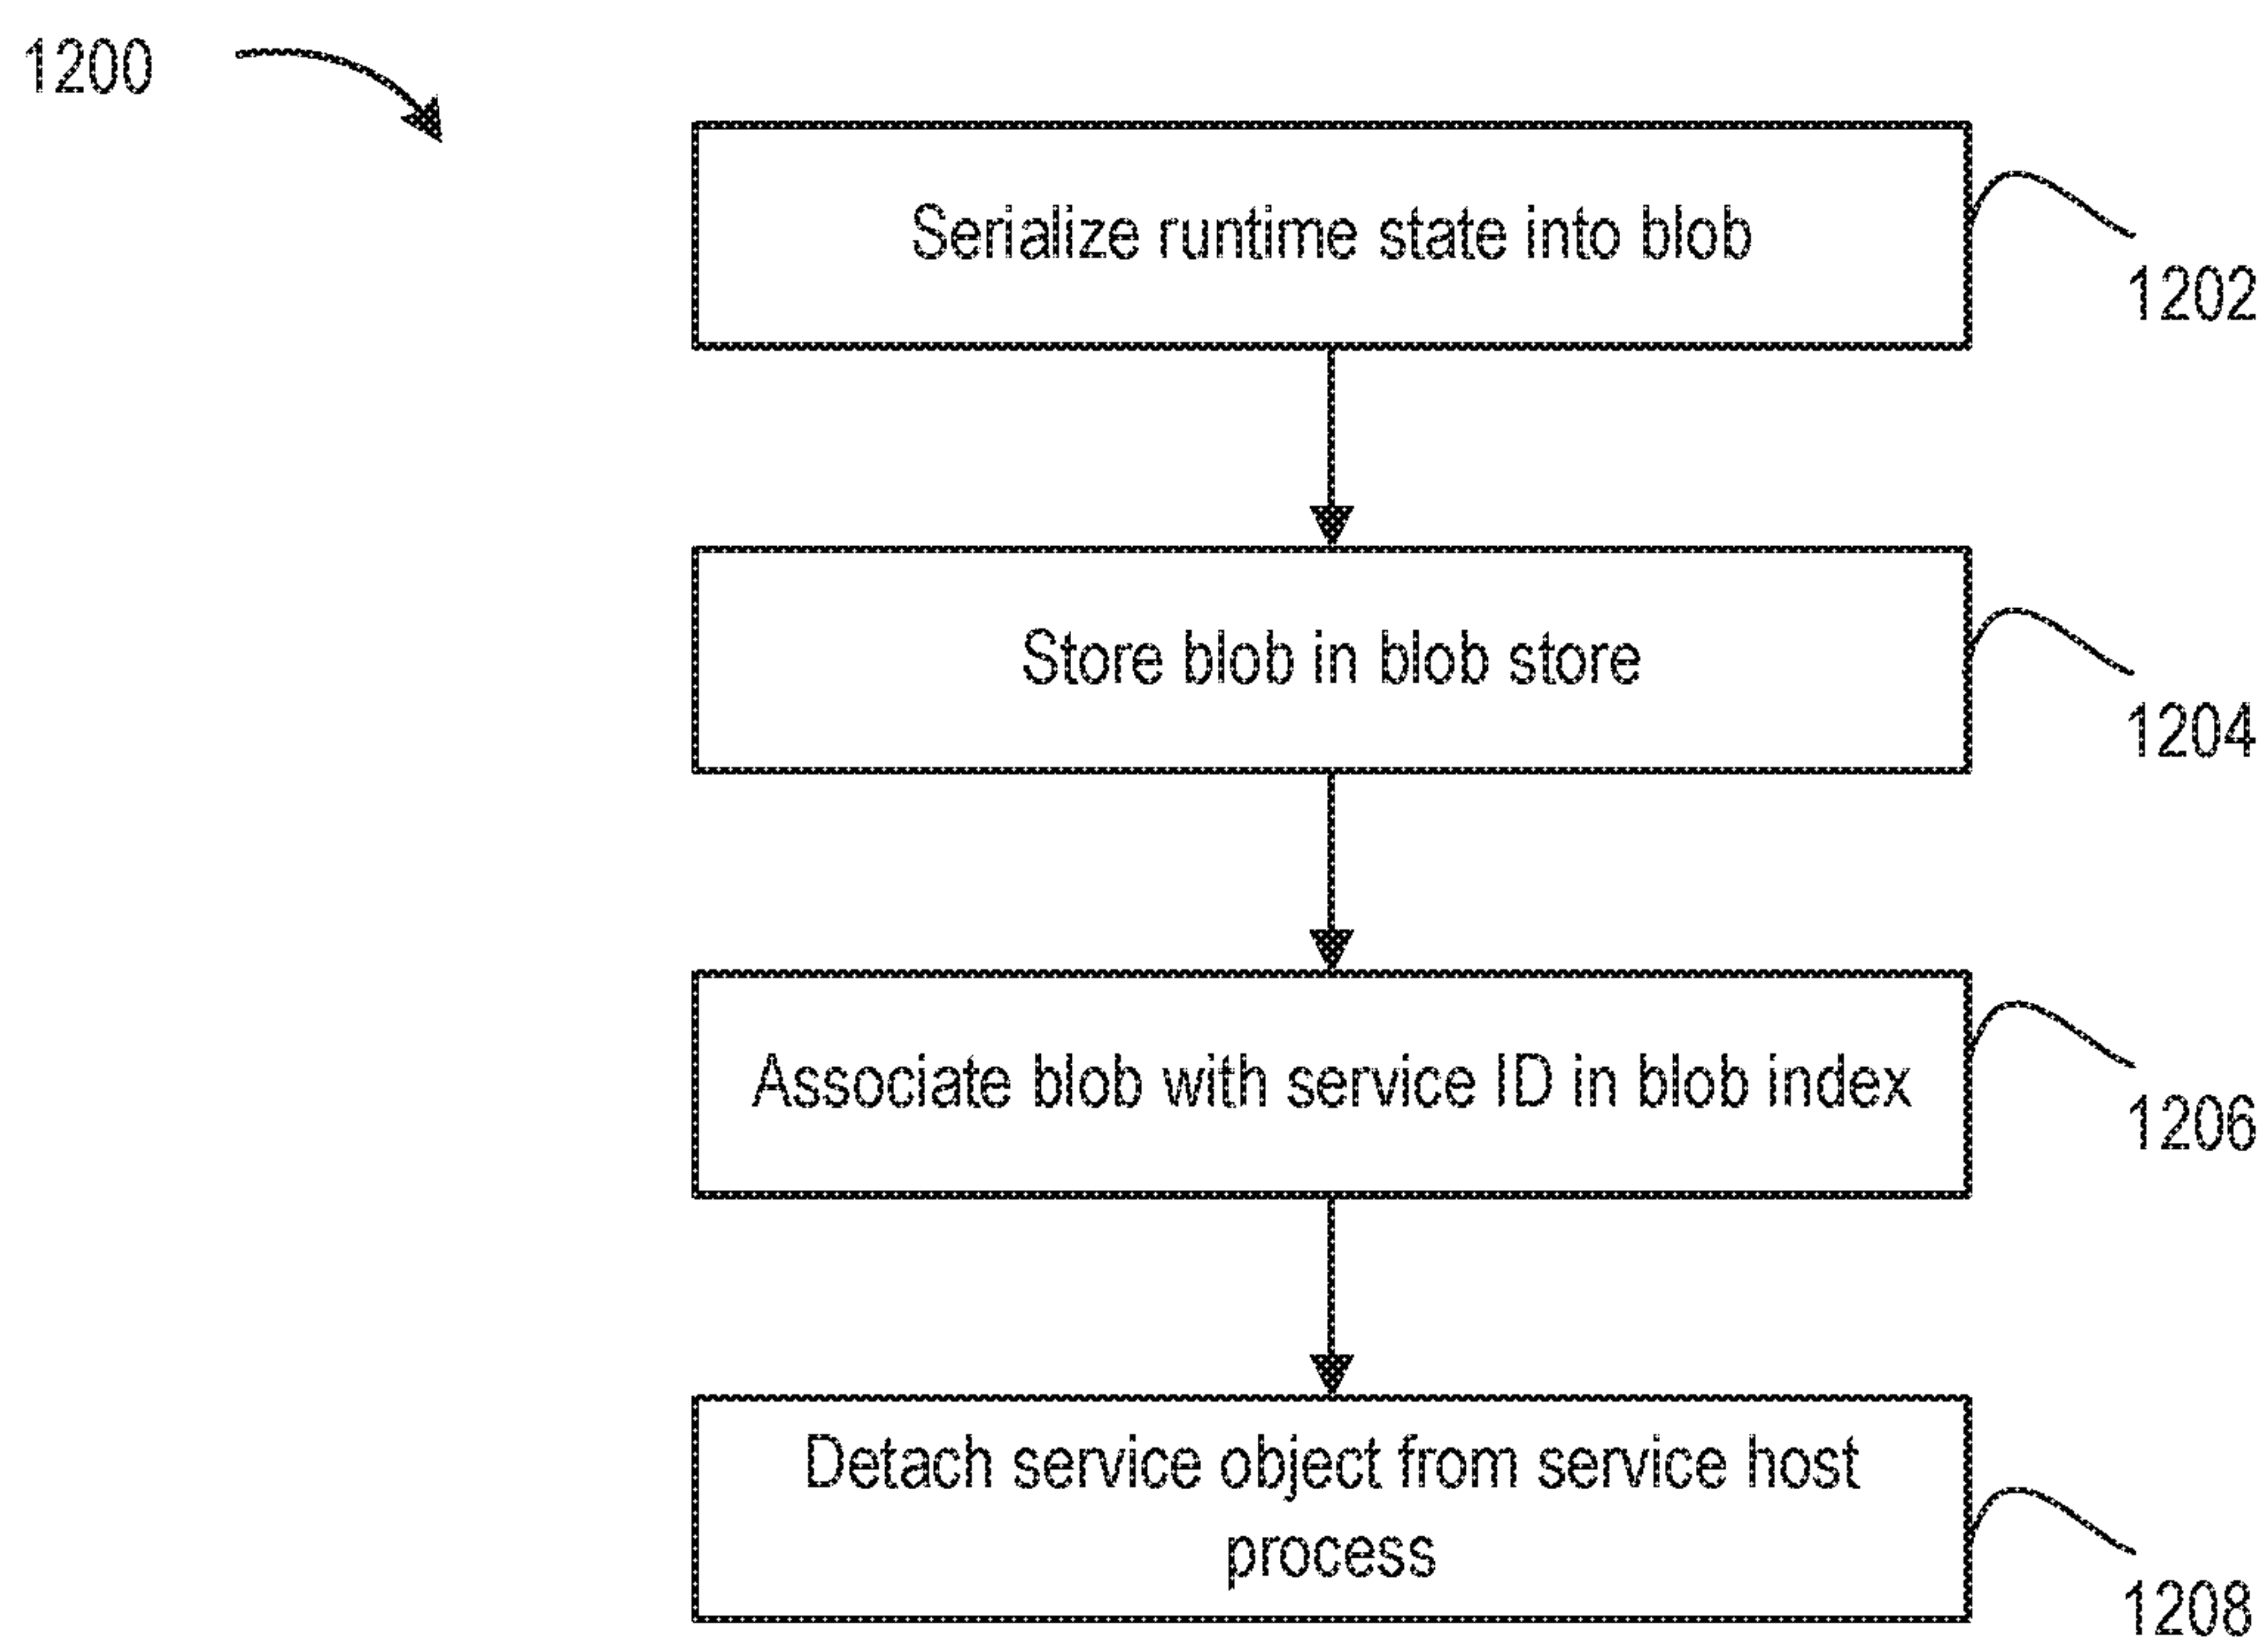 1200
Serialize runtime state into blob
1202
Store blob in blob store
1204
Associate blob with service ID in blob index
1206
Detach service object from service host
process
1208